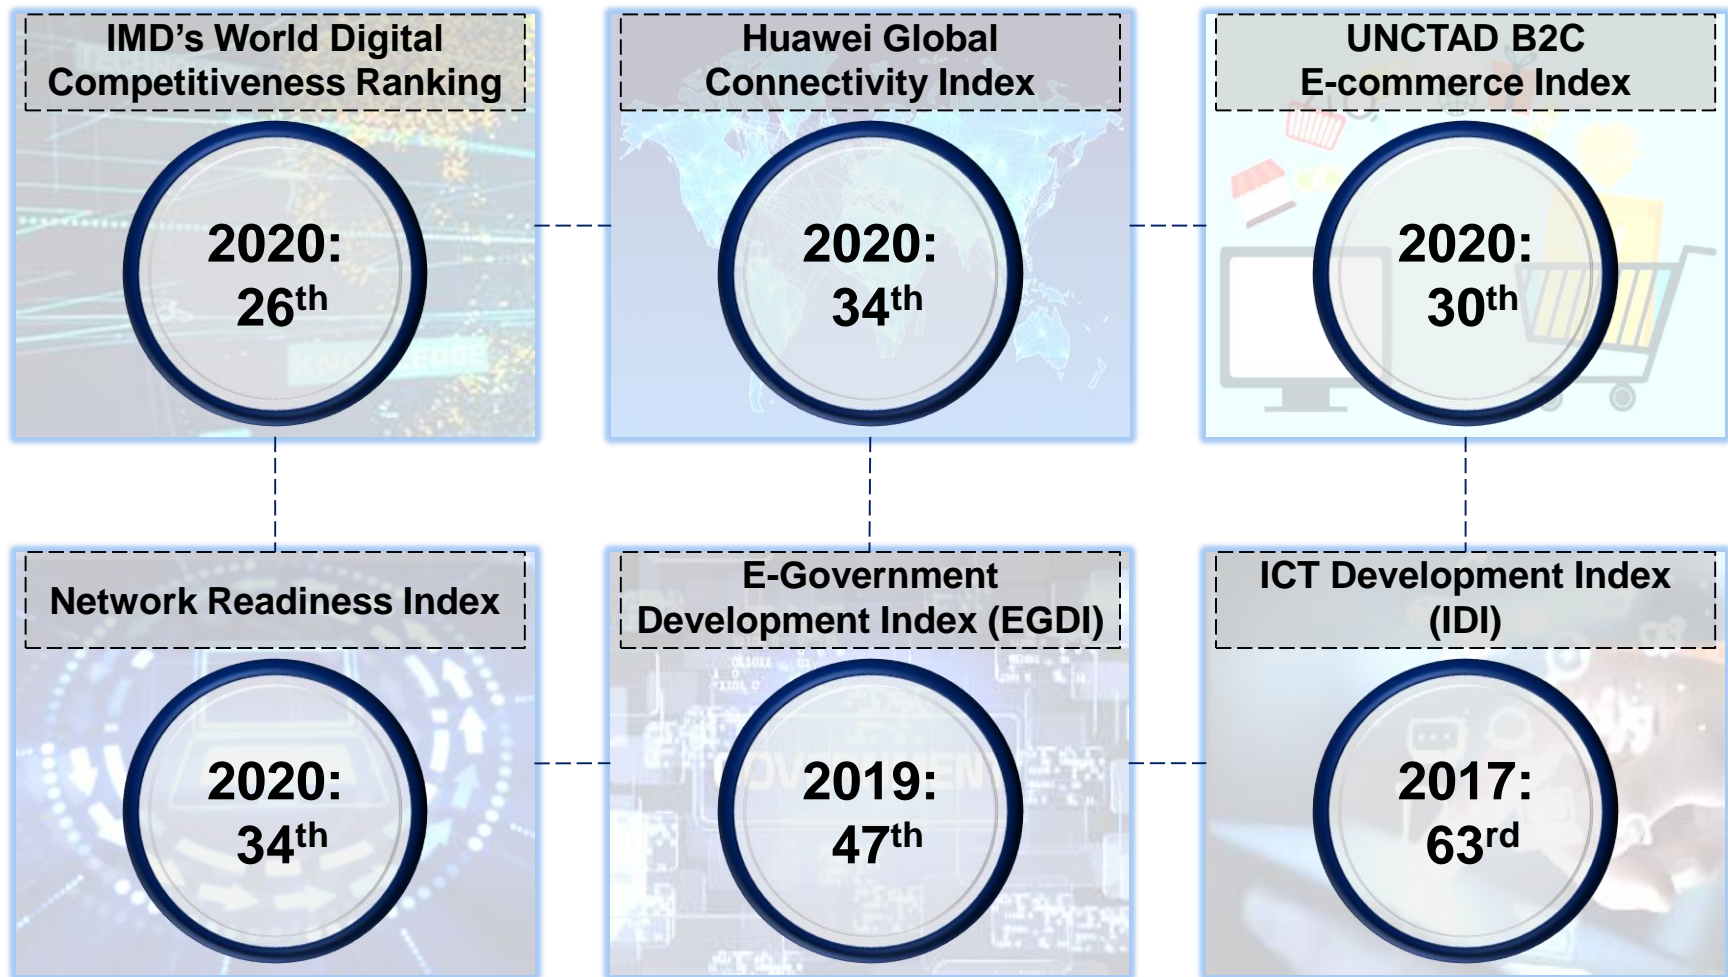 IMD’s World Digital
Competitiveness Ranking
2020:
26th
Huawei Global
Connectivity Index
2020:
34th
UNCTAD B2C
E-commerce Index
2020:
30th
Network Readiness Index
2020:
34th
E-Government
Development Index (EGDI)
2019:
47th
ICT Development Index
(IDI)
2017:
63rd